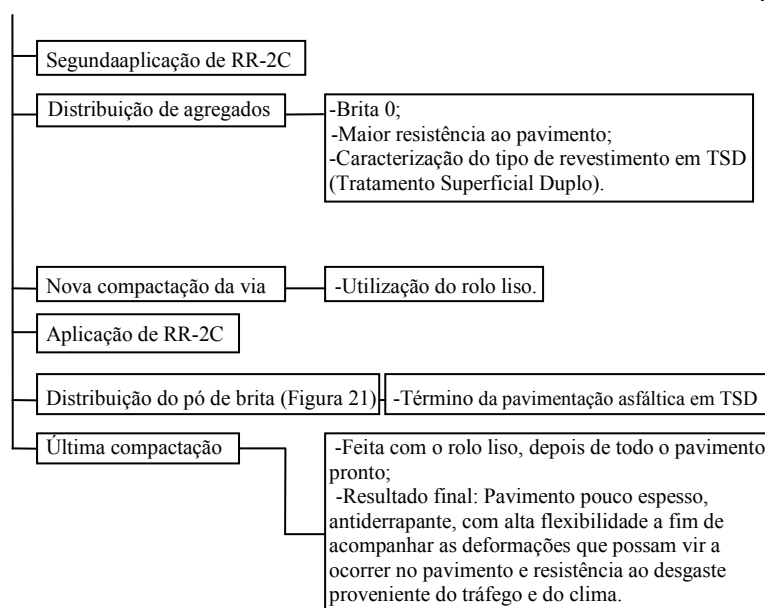 Segundaaplicação de RR-2C
Distribuição de agregados
-Brita 0;
-Maior resistência ao pavimento;
-Caracterização do tipo de revestimento em TSD
(Tratamento Superficial Duplo).
Nova compactação da via
-Utilização do rolo liso.
Aplicação de RR-2C
Distribuição do pó de brita (Figura 21)
-Término da pavimentação asfáltica em TSD
Última compactação
-Feita com o rolo liso, depois de todo o pavimento
pronto;
-Resultado final: Pavimento pouco espesso,
antiderrapante, com alta flexibilidade a fim de
acompanhar as deformações que possam vir a
ocorrer no pavimento e resistência ao desgaste
proveniente do tráfego e do clima.